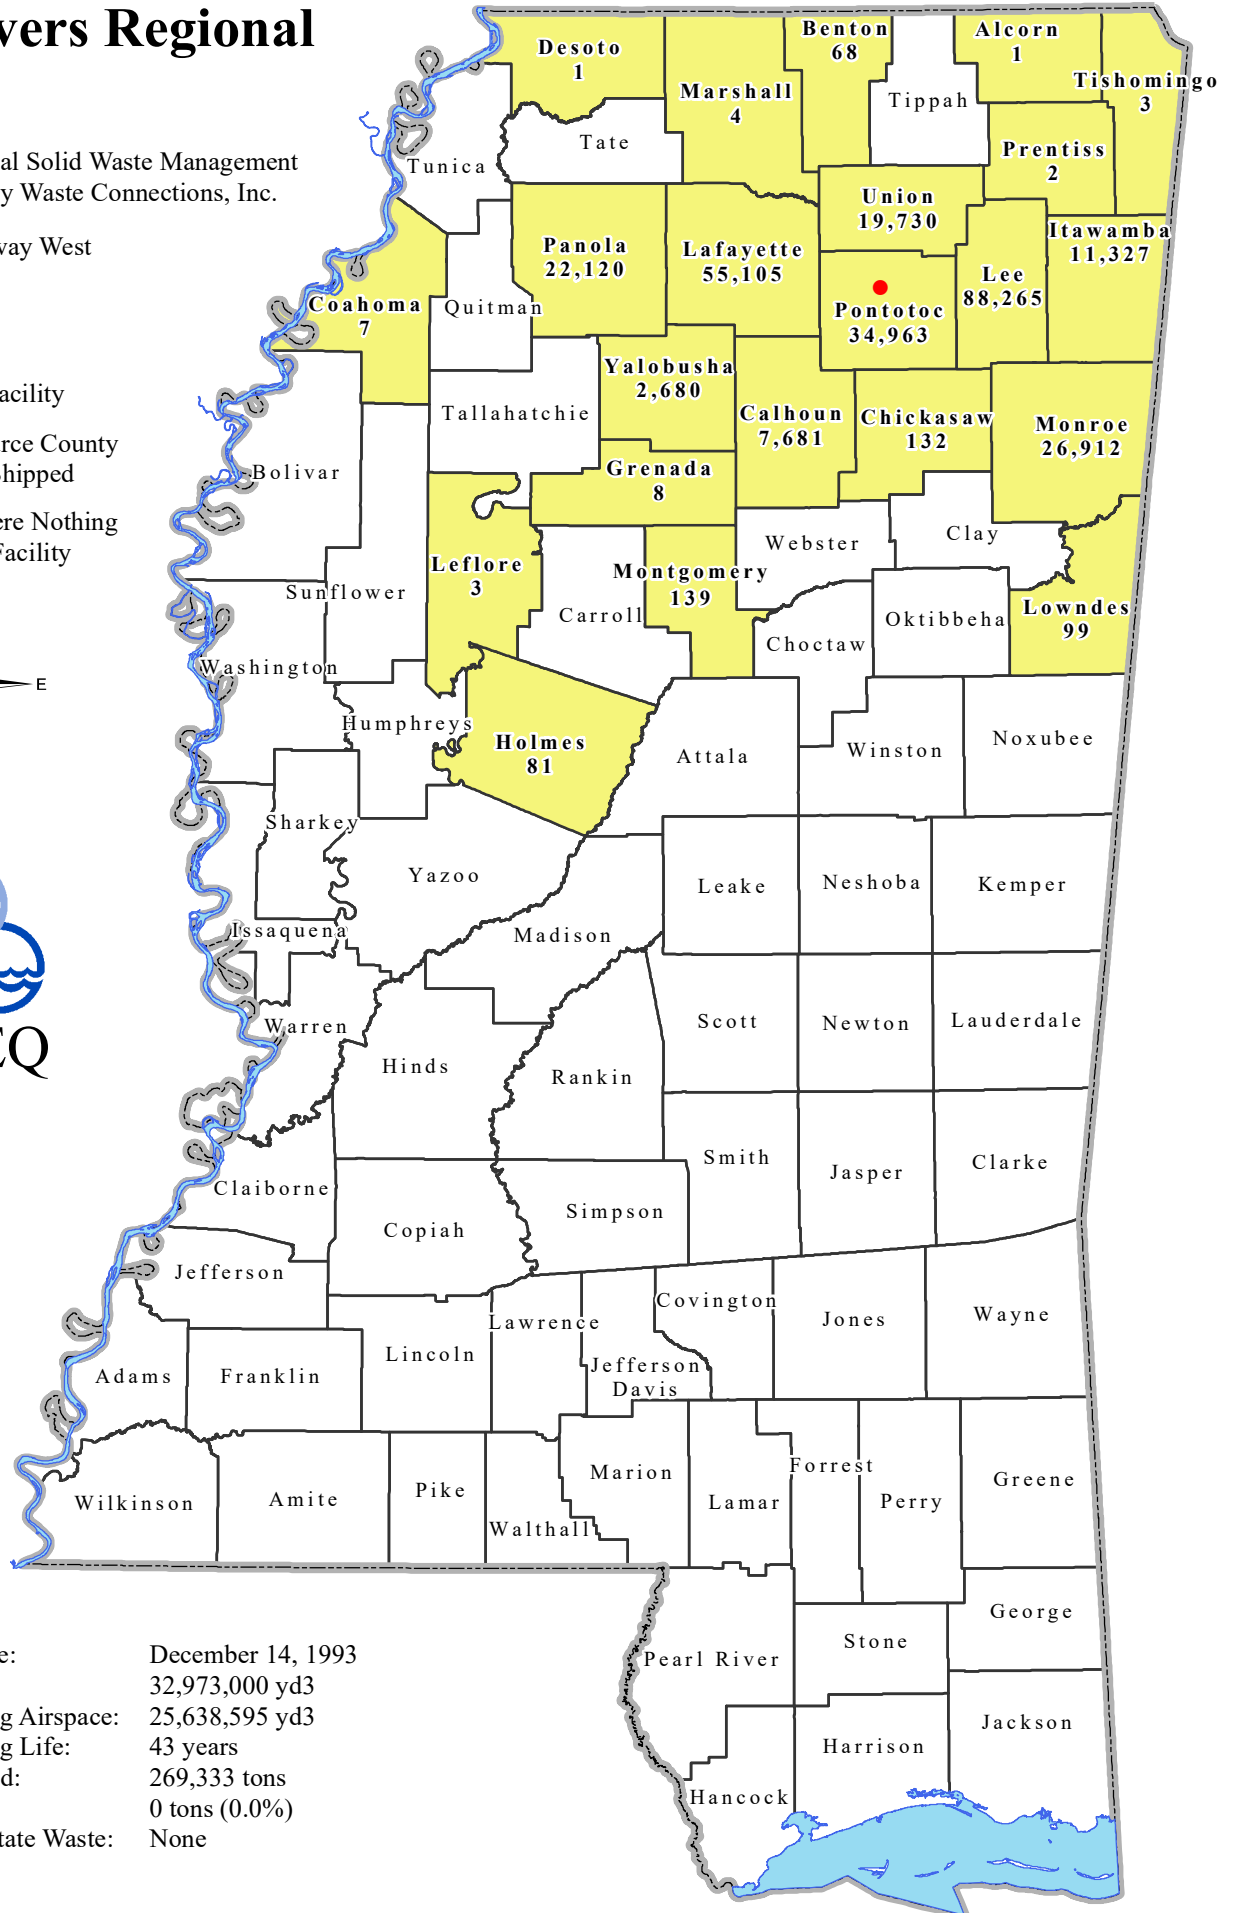 vers Regional
al Solid Waste Management
y Waste Connections, Inc.
way West
acility
rce County
Shipped
ere Nothing
Facility
E
EQ
Desoto
1
Marshall
4
Benton
68
Tippah
Alcorn
1
Tishomingo
3
Prentiss
2
Tate
Tunica
Union
19,730
Panola
22,120
Lafayette
55,105
Itawamba
11,327
Lee
88,265
Pontotoc
34,963
Coahoma
7
Quitman
Yalobusha
2,680
Tallahatchie
Calhoun
7,681
Chickasaw
132
Monroe
26,912
Bolivar
Grenada
8
Clay
Webster
Leflore
3
Montgomery
139
Sunflower
Carroll
Lowndes
99
Oktibbeha
Choctaw
Washington
Humphreys
Holmes
81
Attala
Winston
Noxubee
Sharkey
Yazoo
Leake
Neshoba
Kemper
Issaquena
Madison
Warren
Scott
Newton
Lauderdale
Hinds
Rankin
Smith
Jasper
Clarke
Claiborne
Copiah
Simpson
Jefferson
Covington
Jones
Wayne
Lawrence
Lincoln
Jefferson
Davis
Adams
Franklin
Wilkinson
Amite
Pike
Walthall
Marion
Lamar
Forrest
Perry
Greene
George
Stone
Pearl River
Jackson
Harrison
Hancock
e: December 14, 1993
32,973,000 yd3
g Airspace: 25,638,595 yd3
g Life: 43 years
d: 269,333 tons
0 tons (0.0%)
tate Waste: None